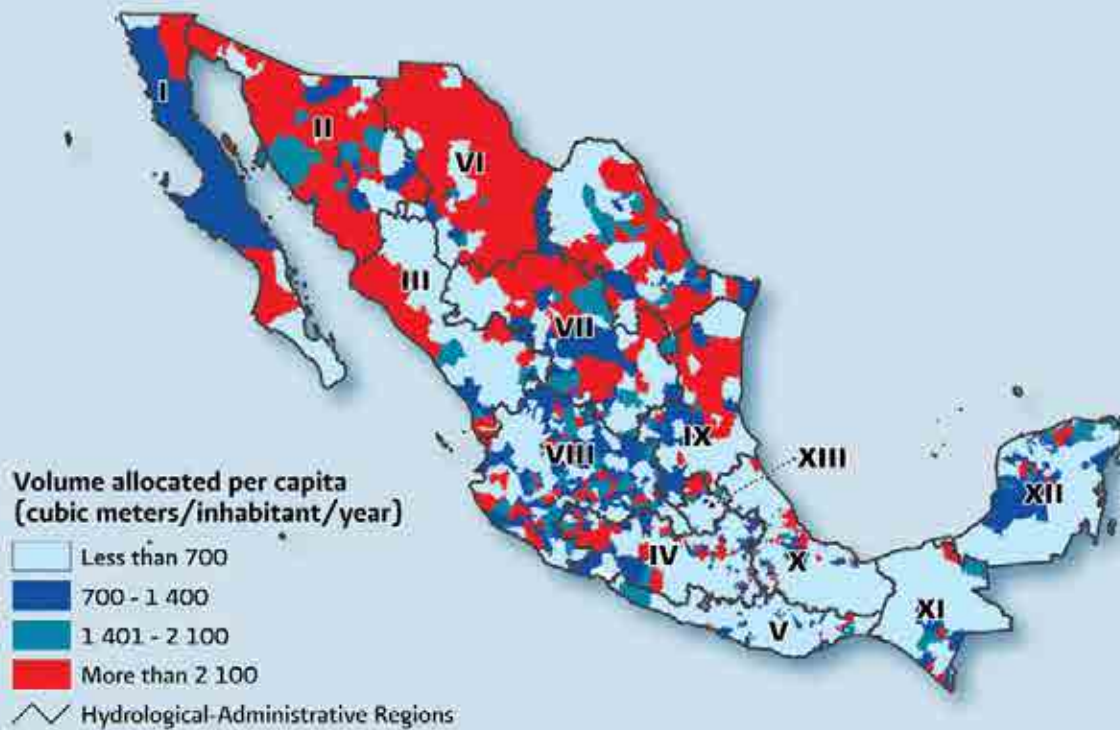 I
II
VI
III
VII
IX
VIII
XIII
XII
IV
X
XI
V
Volume allocated per capita
(cubic meters/inhabitant/year)
Less than 700
700 - 1 400
1 401 - 2 100
More than 2 100
Hydrological-Administrative Regions